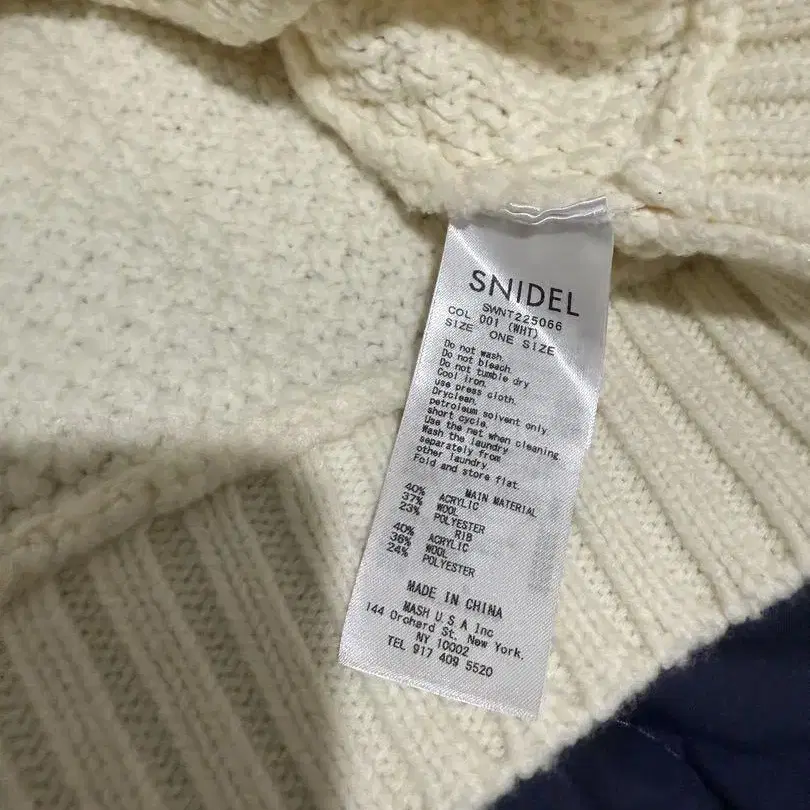 SNIDEL
SWNT225066
COL 001 (WHT)
SIZE ONE SIZE
Do not wash.
Do not bleach.
Do not tumble dry
Cool iron.
use press cloth.
Dryclean.
petroleum solvent only.
short cycle.
Use the net when cleaning.
Wash the laundry
separately from
other laundry.
Fold and store flat.
MAIN MATERIAL
40% ACRYLIC
37% WOOL
23% POLYESTER
RIB
40% ACRYLIC
36% WOOL
24% POLYESTER
MADE IN CHINA
MASH U S A Inc
144 Orchard St. New York.
NY 10002
TEL 917 409 5520